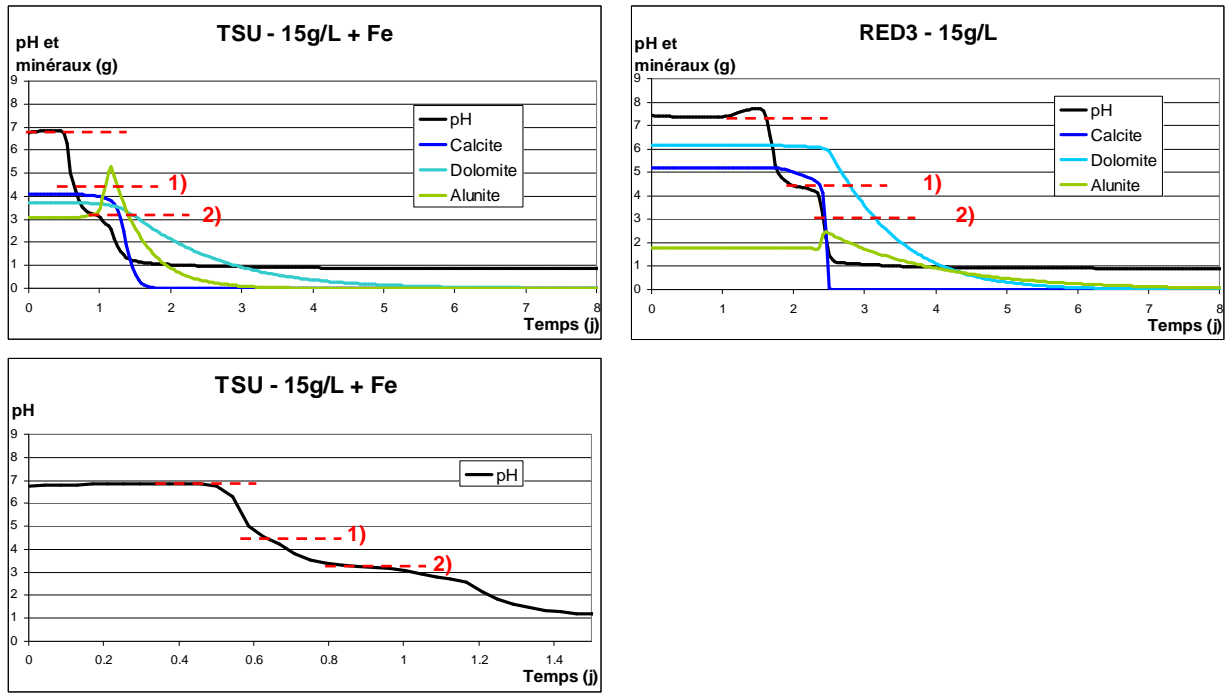 TSU - 15g/L + Fe
pH et
minéraux (g)
9
8
7
6
5
4
3
2
1
0
pH
Calcite
Dolomite
Alunite
1)
2)
0 1 2 3 4 5 6 7 8
Temps (j)
RED3 - 15g/L
pH et
minéraux (g)
9
8
7
6
5
4
3
2
1
0
pH
Calcite
Dolomite
Alunite
1)
2)
0 1 2 3 4 5 6 7 8
Temps (j)
TSU - 15g/L + Fe
pH
9
8
7
6
5
4
3
2
1
0
pH
1)
2)
0 0.2 0.4 0.6 0.8 1 1.2 1.4
Temps (j)